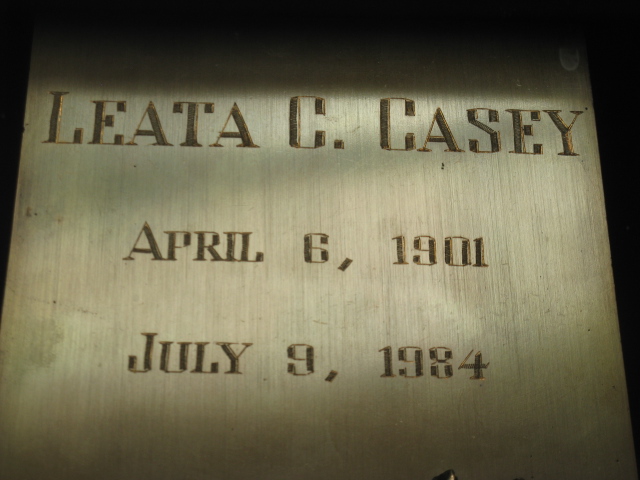 LEATA C. CASEY
APRIL 6, 1901
JULY 9, 1984